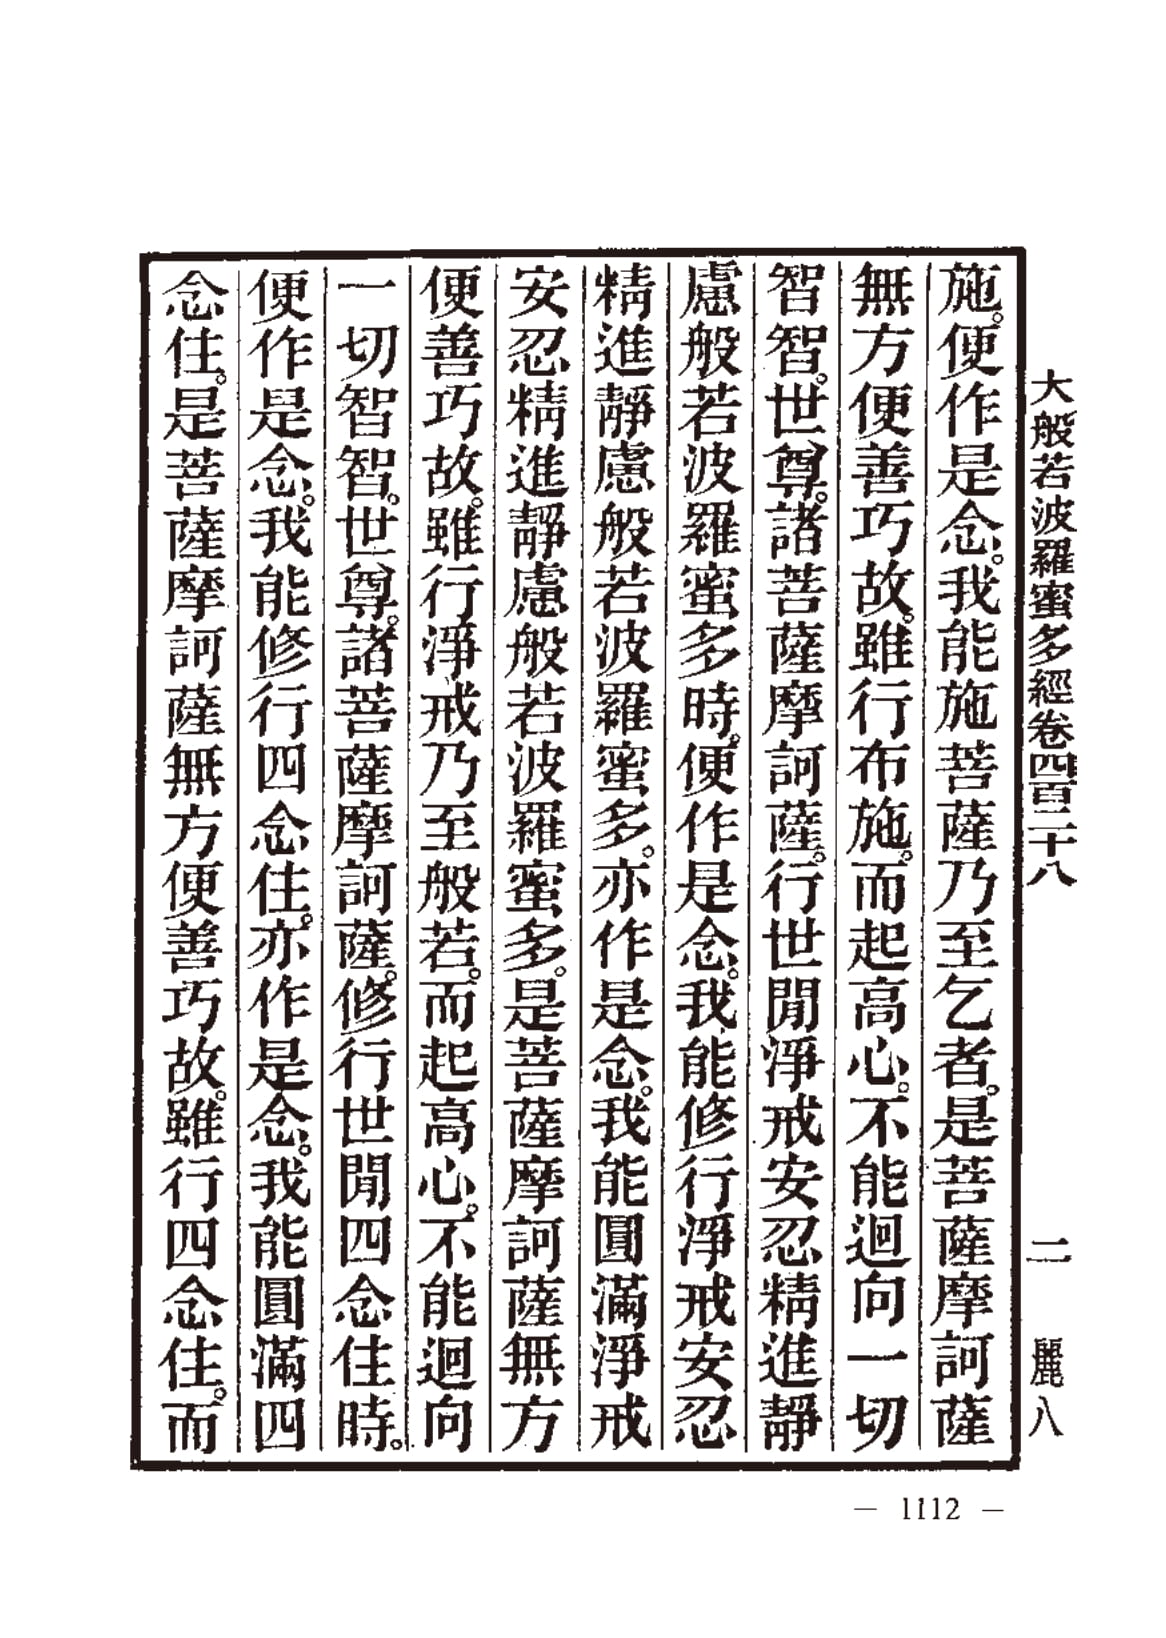 大般若波羅蜜多經卷四百二十八 二 麗八
施。便作是念。我能施菩薩乃至乞者。是菩薩摩訶薩
無方便善巧故。雖行布施。而起高心。不能迴向一切
智智。世尊。諸菩薩摩訶薩。行世閒淨戒安忍精進靜
慮般若波羅蜜多時。便作是念。我能修行淨戒安忍
精進靜慮般若波羅蜜多。亦作是念。我能圓滿淨戒
安忍精進靜慮般若波羅蜜多。是菩薩摩訶薩無方
便善巧故。雖行淨戒乃至般若。而起高心。不能迴向
一切智智。世尊。諸菩薩摩訶薩。修行世閒四念住時。
便作是念。我能修行四念住。亦作是念。我能圓滿四
念住。是菩薩摩訶薩無方便善巧故。雖行四念住。而
— 1112 —